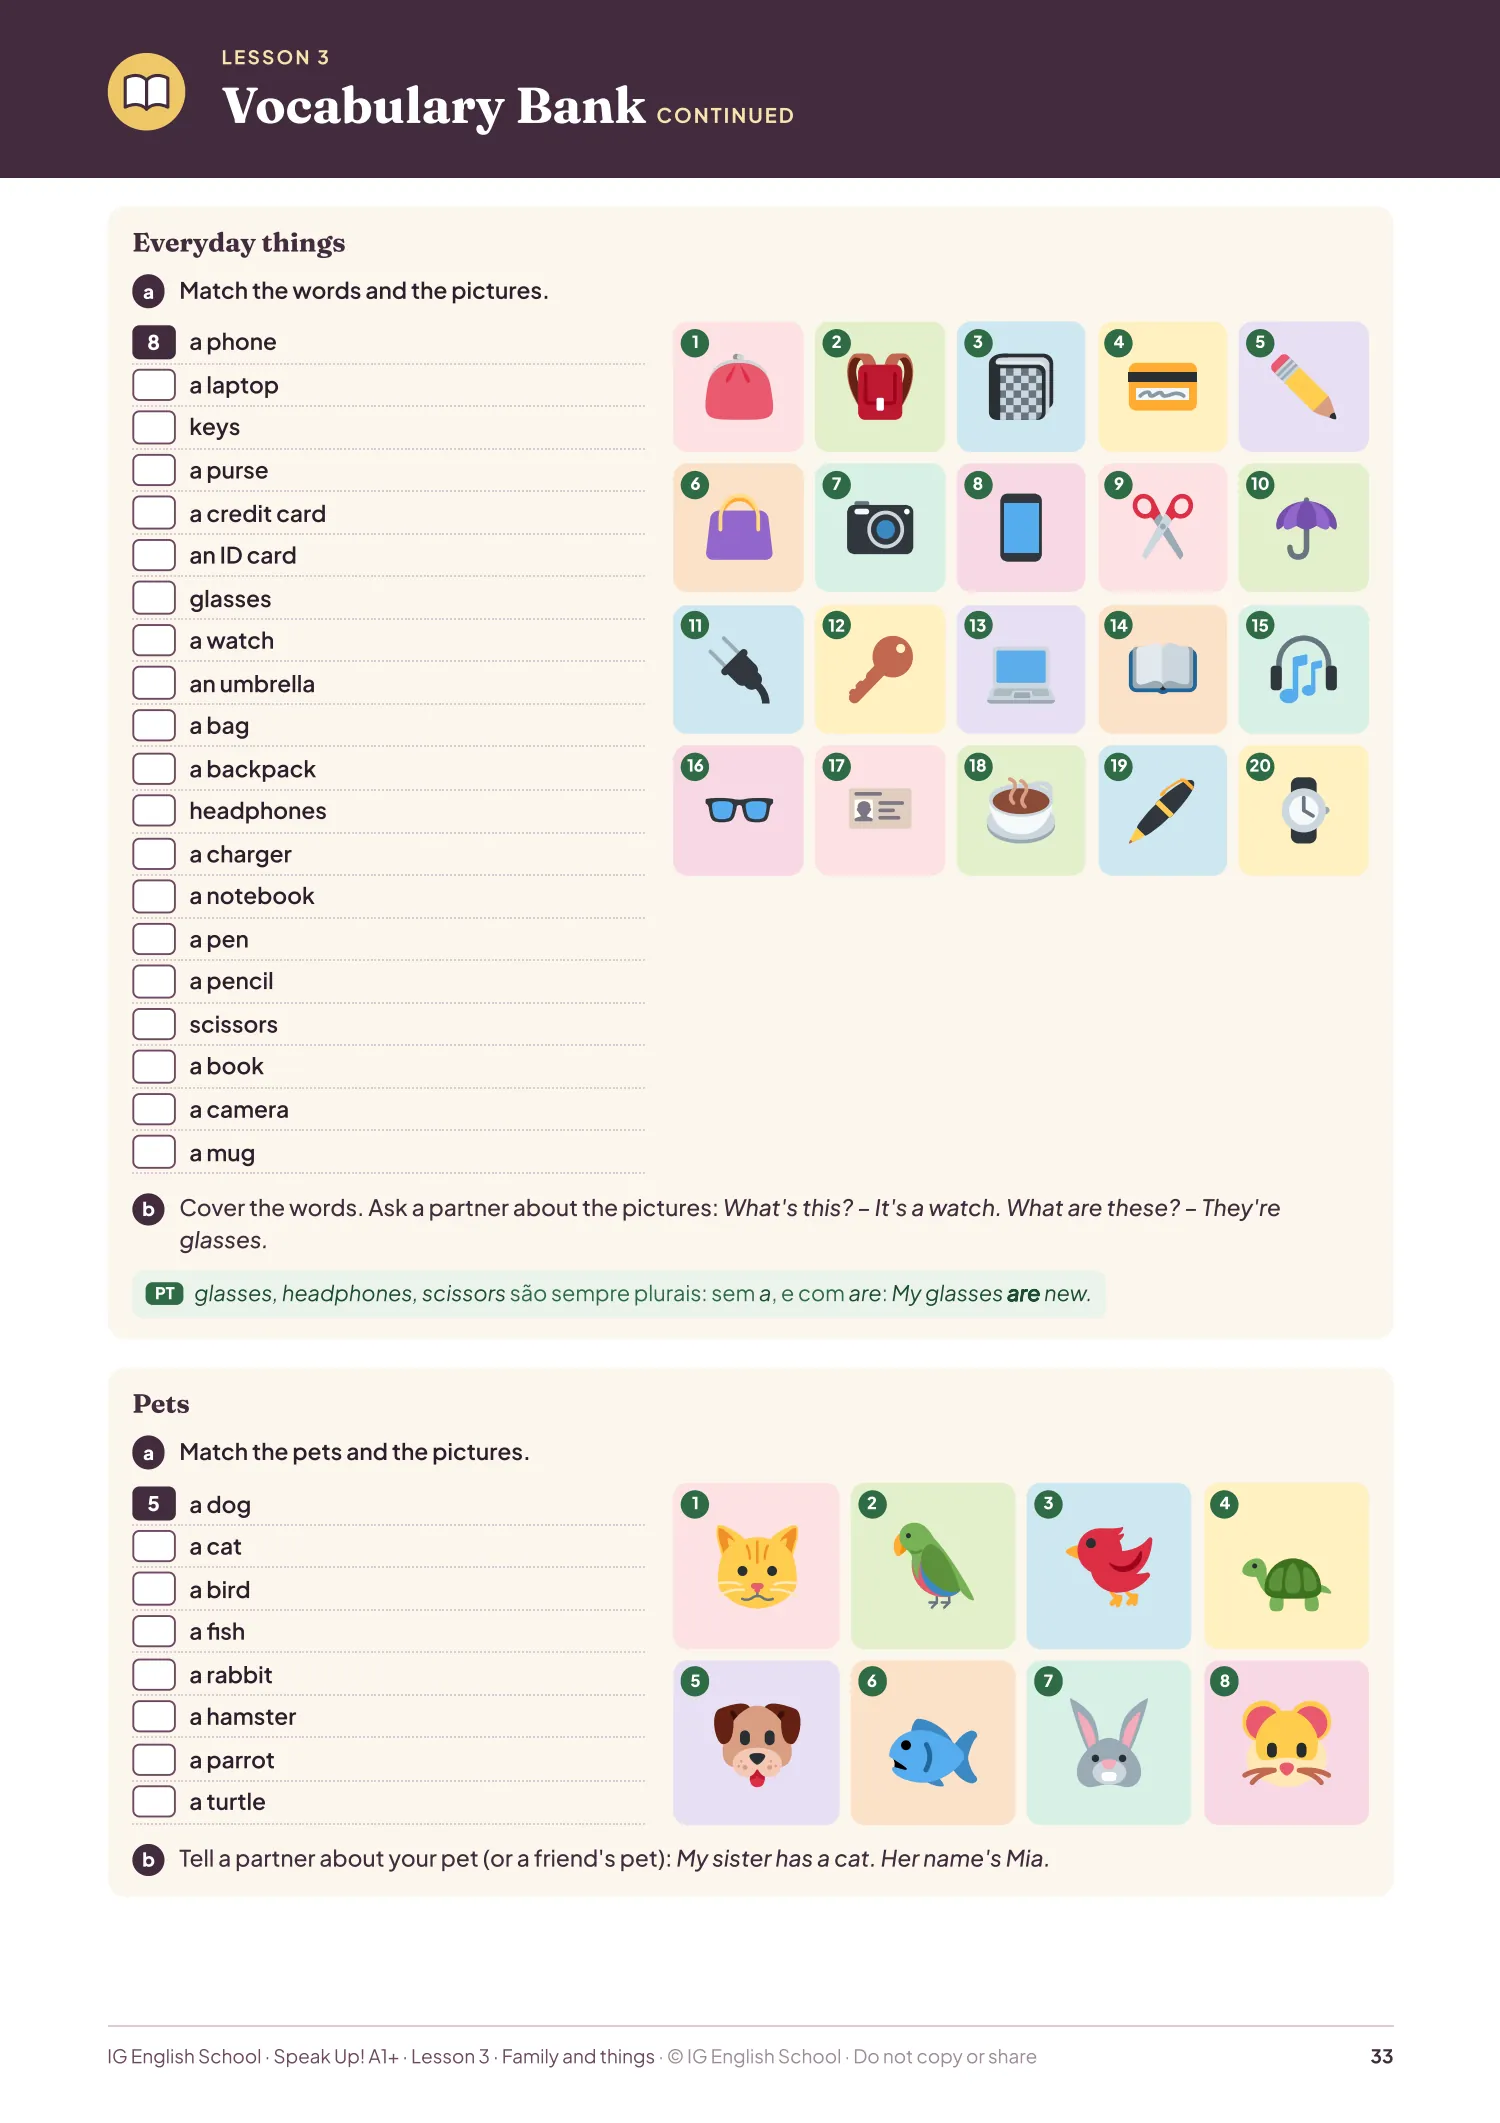 LESSON 3
Vocabulary Bank CONTINUED
Everyday things
a Match the words and the pictures.
8 a phone
a laptop
keys
a purse
a credit card
an ID card
glasses
a watch
an umbrella
a bag
a backpack
headphones
a charger
a notebook
a pen
a pencil
scissors
a book
a camera
a mug
1 2 3 4 5
6 7 8 9 10
11 12 13 14 15
16 17 18 19 20
b Cover the words. Ask a partner about the pictures: What's this? – It's a watch. What are these? – They're
glasses.
PT glasses, headphones, scissors são sempre plurais: sem a, e com are: My glasses are new.
Pets
a Match the pets and the pictures.
5 a dog
a cat
a bird
a fish
a rabbit
a hamster
a parrot
a turtle
1 2 3 4
5 6 7 8
b Tell a partner about your pet (or a friend's pet): My sister has a cat. Her name's Mia.
IG English School · Speak Up! A1+ · Lesson 3 · Family and things · © IG English School · Do not copy or share 33